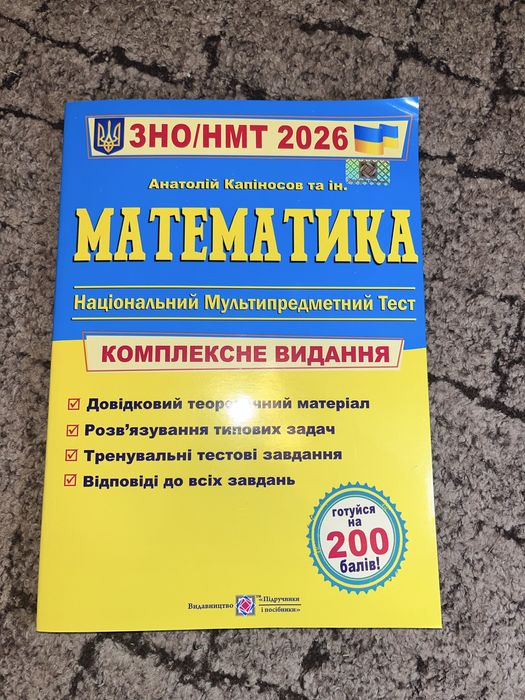 ЗНО/НМТ 2026
Анатолій Капіносов та ін.
МАТЕМАТИКА
Національний Мультипредметний Тест
КОМПЛЕКСНЕ ВИДАННЯ
Довідковий теоретичний матеріал
Розв'язування типових задач
Тренувальні тестові завдання
Відповіді до всіх завдань
готуйся
на
200
балів!
Видавництво TM «Підручники
і посібники»